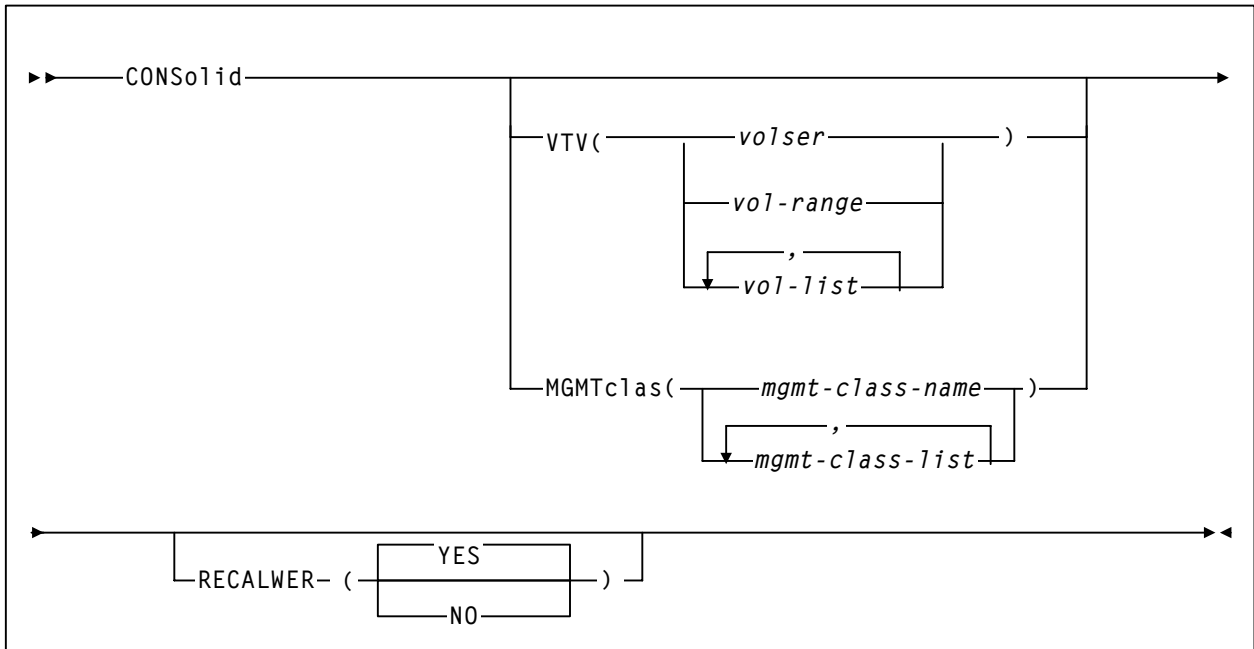 CONSolid
VTV( volser )
vol-range
,
vol-list
MGMTclas( mgmt-class-name )
,
mgmt-class-list
YES
RECALWER ( )
NO